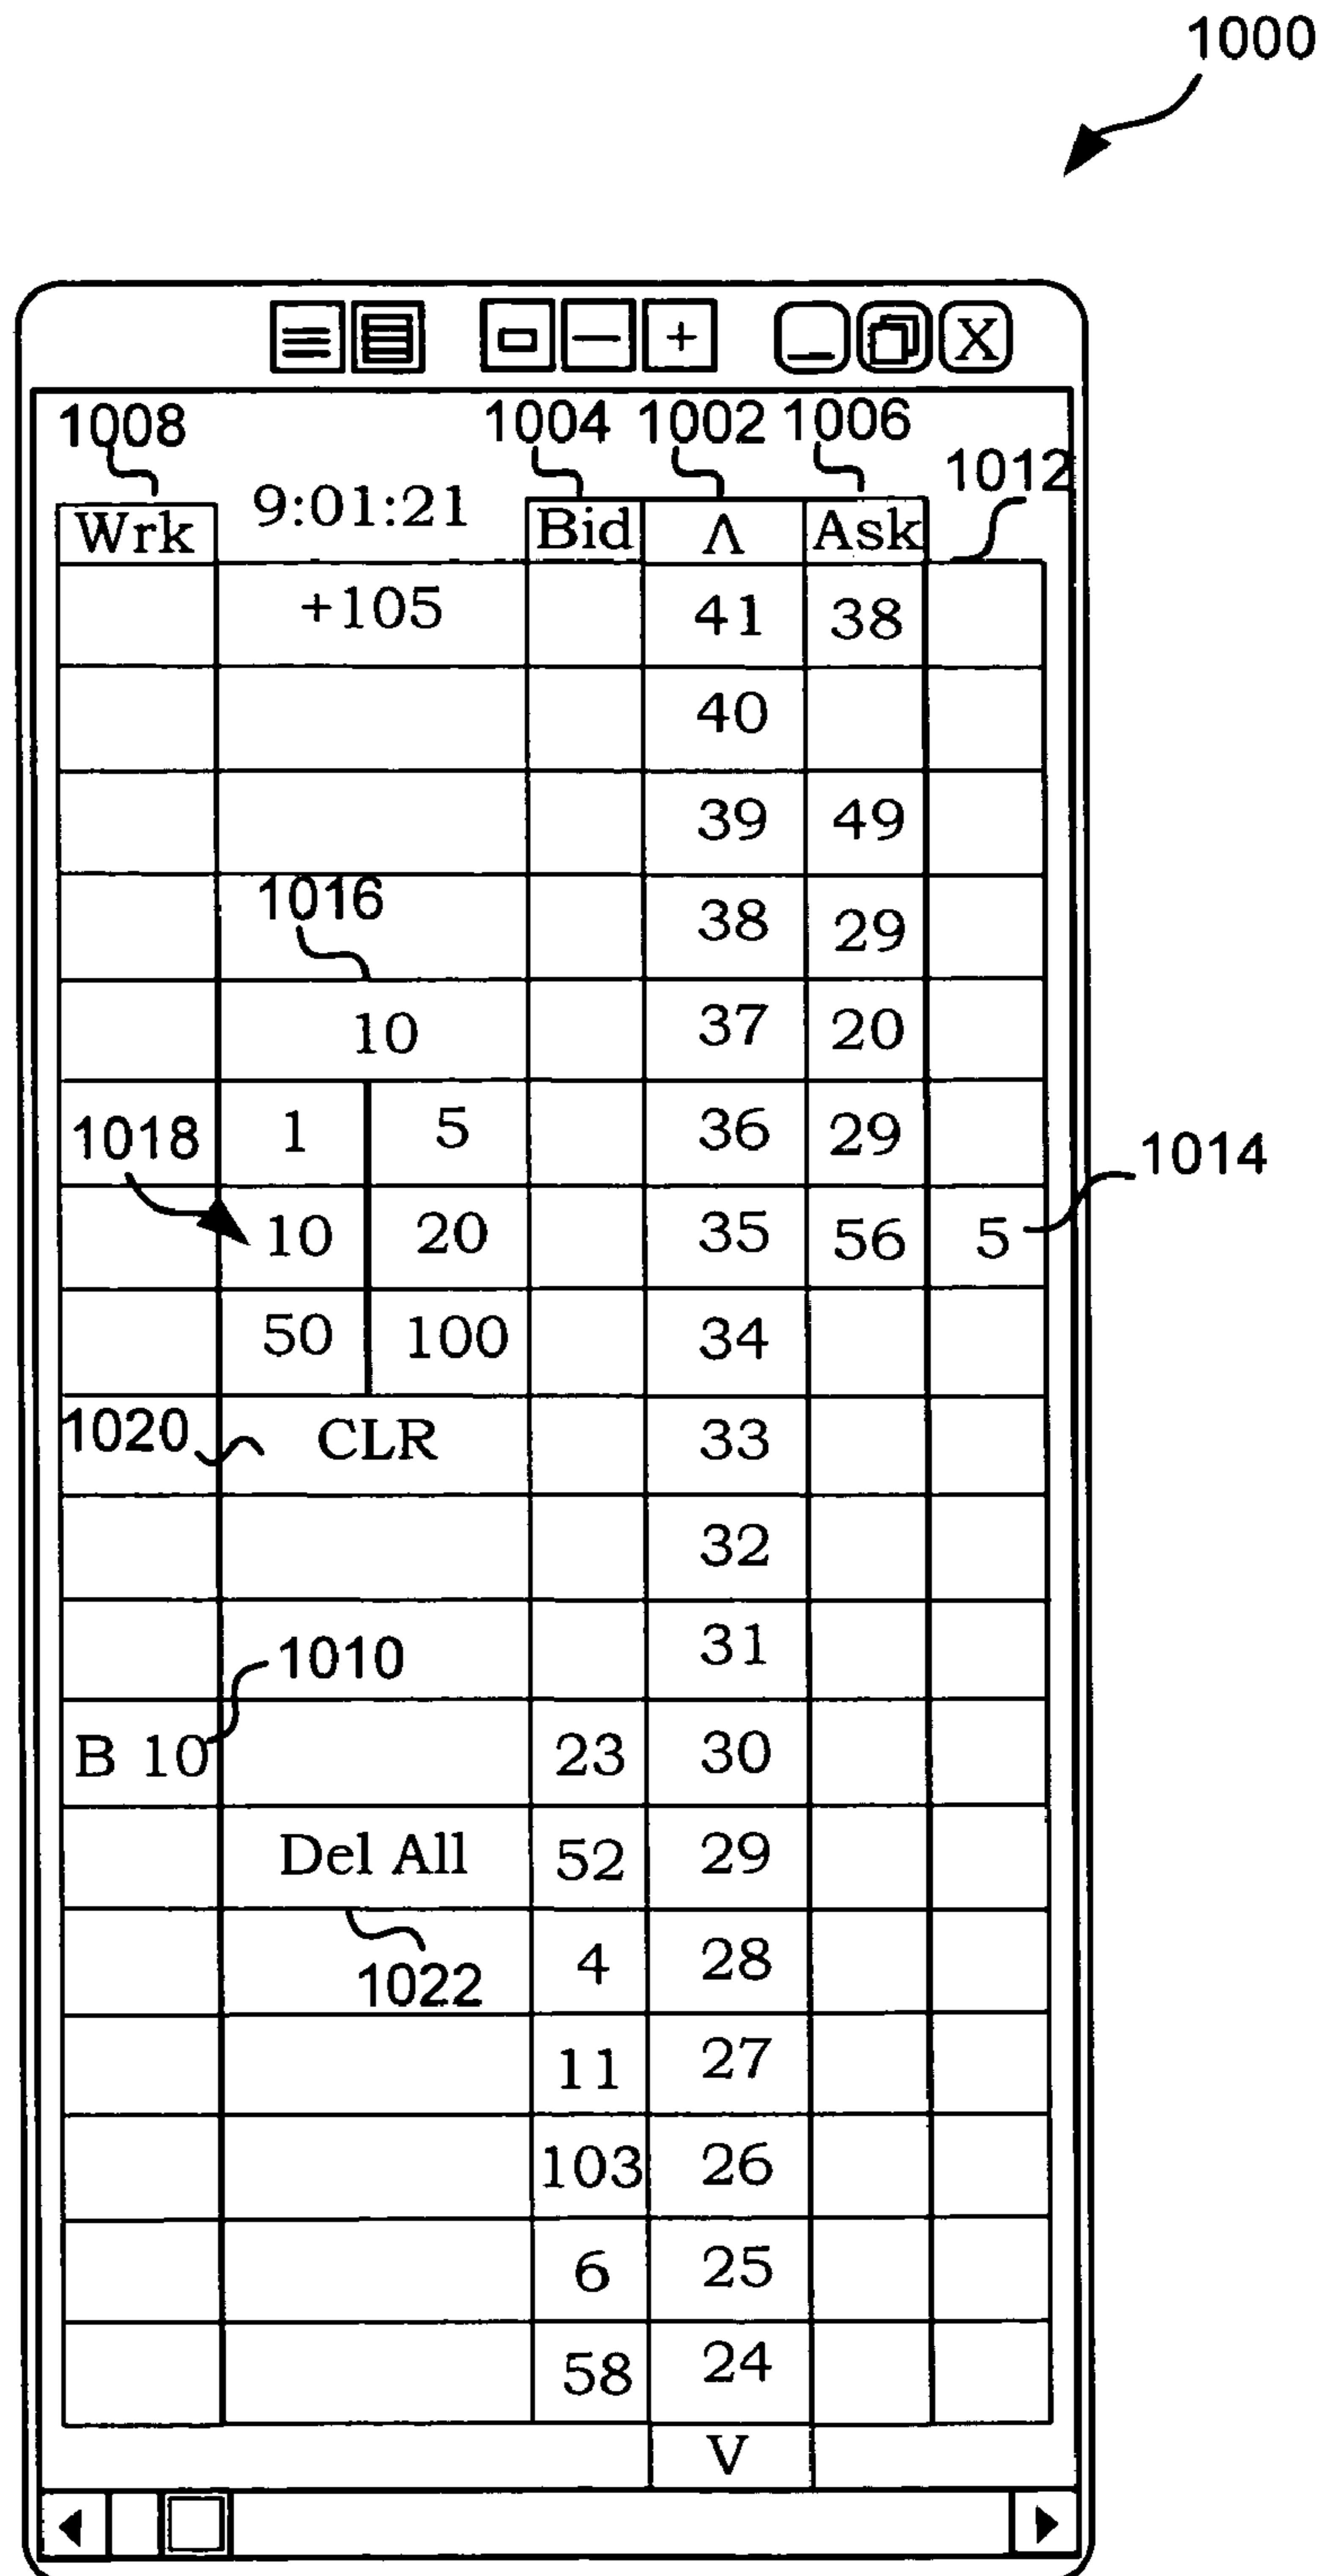 1000
+ X
1008 1004 1002 1006
1012
Wrk 9:01:21 Bid Λ Ask
+105 41 38
40
39 49
1016 38 29
10 37 20
1018 1 5 36 29 1014
10 20 35 56 5
50 100 34
1020 CLR 33
32
1010 31
B 10 23 30
Del All 52 29
1022 4 28
11 27
103 26
6 25
58 24
V